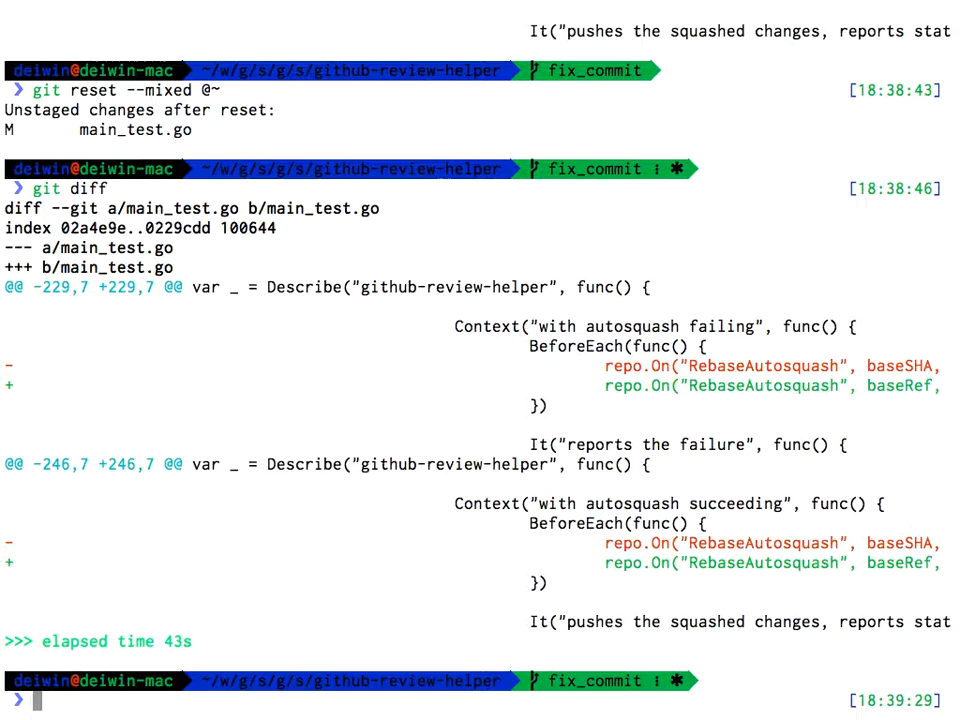 It("pushes the squashed changes, reports stat
deiwin@deiwin-mac ~/w/g/s/g/s/github-review-helper fix_commit
❯ git reset --mixed @~ [18:38:43]
Unstaged changes after reset:
M main_test.go
deiwin@deiwin-mac ~/w/g/s/g/s/github-review-helper fix_commit ⋮ ✱
❯ git diff [18:38:46]
diff --git a/main_test.go b/main_test.go
index 02a4e9e..0229cdd 100644
--- a/main_test.go
+++ b/main_test.go
@@ -229,7 +229,7 @@ var _ = Describe("github-review-helper", func() {
Context("with autosquash failing", func() {
BeforeEach(func() {
- repo.On("RebaseAutosquash", baseSHA,
+ repo.On("RebaseAutosquash", baseRef,
})
It("reports the failure", func() {
@@ -246,7 +246,7 @@ var _ = Describe("github-review-helper", func() {
Context("with autosquash succeeding", func() {
BeforeEach(func() {
- repo.On("RebaseAutosquash", baseSHA,
+ repo.On("RebaseAutosquash", baseRef,
})
It("pushes the squashed changes, reports stat
>>> elapsed time 43s
deiwin@deiwin-mac ~/w/g/s/g/s/github-review-helper fix_commit ⋮ ✱
❯ [18:39:29]